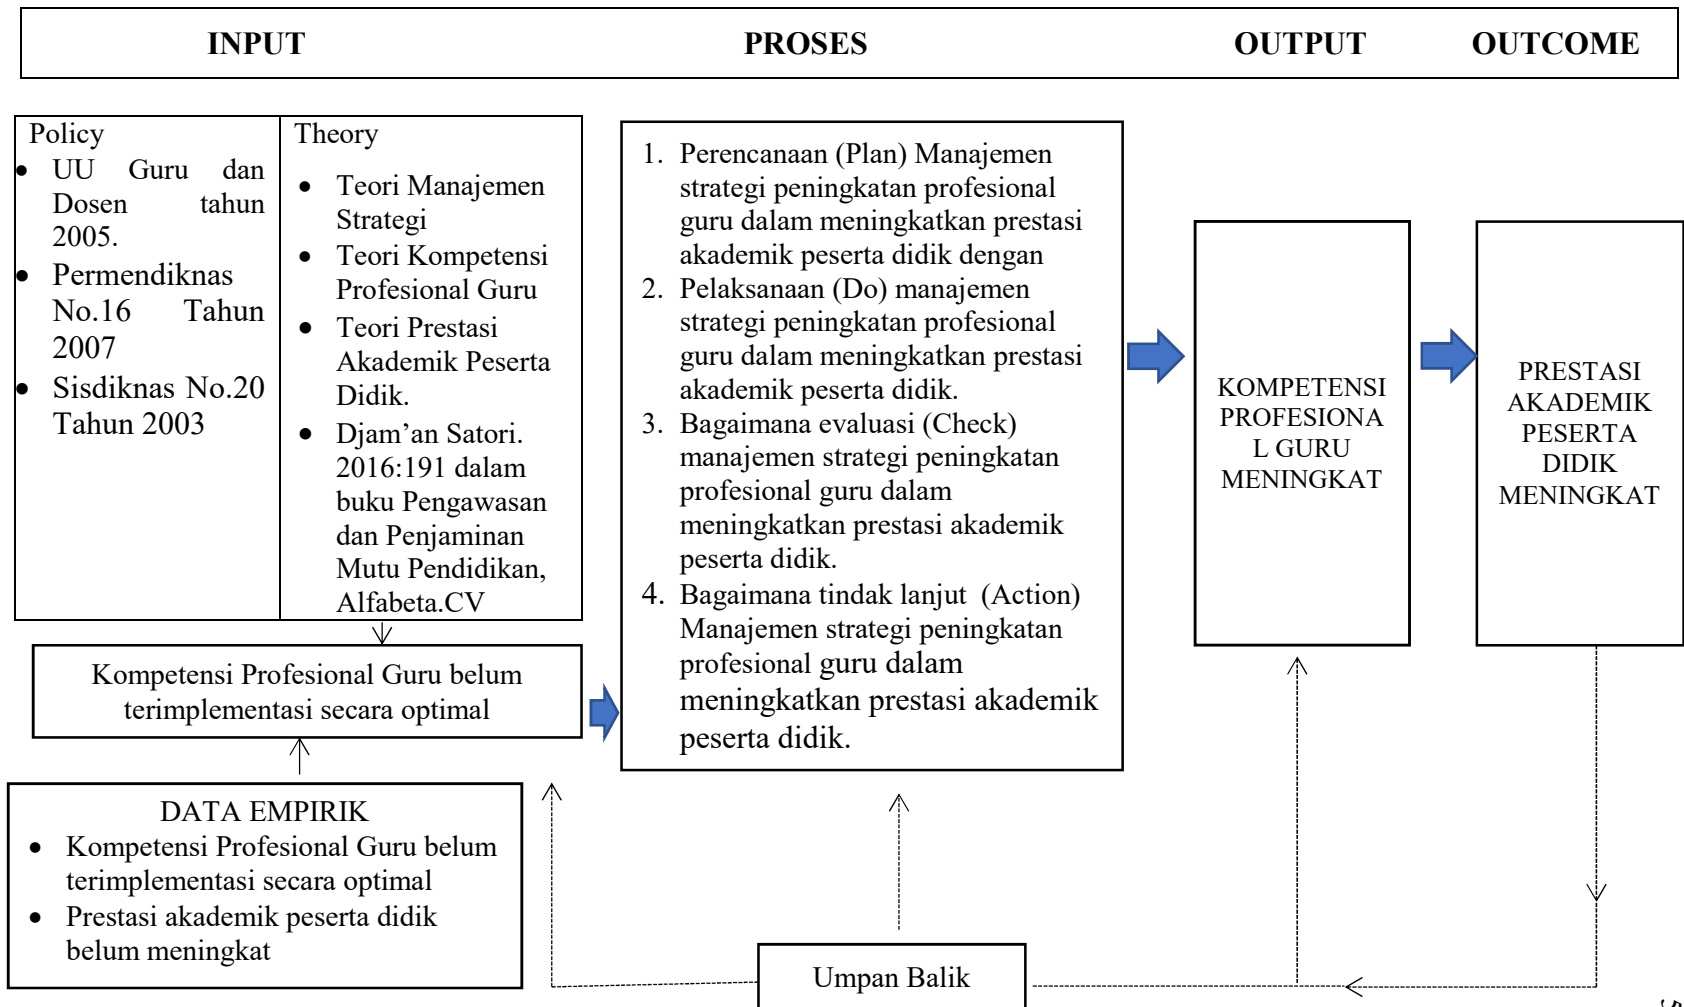 INPUT PROSES OUTPUT OUTCOME
Policy
• UU Guru dan
Dosen tahun
2005.
• Permendiknas
No.16 Tahun
2007
• Sisdiknas No.20
Tahun 2003
Theory
• Teori Manajemen
Strategi
• Teori Kompetensi
Profesional Guru
• Teori Prestasi
Akademik Peserta
Didik.
• Djam’an Satori.
2016:191 dalam
buku Pengawasan
dan Penjaminan
Mutu Pendidikan,
Alfabeta.CV
Kompetensi Profesional Guru belum
terimplementasi secara optimal
DATA EMPIRIK
• Kompetensi Profesional Guru belum
terimplementasi secara optimal
• Prestasi akademik peserta didik
belum meningkat
1. Perencanaan (Plan) Manajemen
strategi peningkatan profesional
guru dalam meningkatkan prestasi
akademik peserta didik dengan
2. Pelaksanaan (Do) manajemen
strategi peningkatan profesional
guru dalam meningkatkan prestasi
akademik peserta didik.
3. Bagaimana evaluasi (Check)
manajemen strategi peningkatan
profesional guru dalam
meningkatkan prestasi akademik
peserta didik.
4. Bagaimana tindak lanjut (Action)
Manajemen strategi peningkatan
profesional guru dalam
meningkatkan prestasi akademik
peserta didik.
KOMPETENSI
PROFESIONA
L GURU
MENINGKAT
PRESTASI
AKADEMIK
PESERTA
DIDIK
MENINGKAT
Umpan Balik